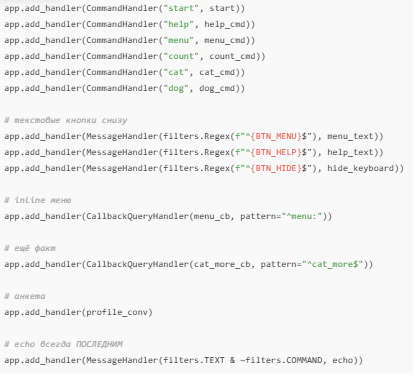 app.add_handler(CommandHandler("start", start))
app.add_handler(CommandHandler("help", help_cmd))
app.add_handler(CommandHandler("menu", menu_cmd))
app.add_handler(CommandHandler("count", count_cmd))
app.add_handler(CommandHandler("cat", cat_cmd))
app.add_handler(CommandHandler("dog", dog_cmd))
# текстовые кнопки снизу
app.add_handler(MessageHandler(filters.Regex(f"^{BTN_MENU}$"), menu_text))
app.add_handler(MessageHandler(filters.Regex(f"^{BTN_HELP}$"), help_text))
app.add_handler(MessageHandler(filters.Regex(f"^{BTN_HIDE}$"), hide_keyboard))
# inline меню
app.add_handler(CallbackQueryHandler(menu_cb, pattern="^menu:"))
# ещё факт
app.add_handler(CallbackQueryHandler(cat_more_cb, pattern="^cat_more$"))
# анкета
app.add_handler(profile_conv)
# echo всегда ПОСЛЕДНИМ
app.add_handler(MessageHandler(filters.TEXT & ~filters.COMMAND, echo))